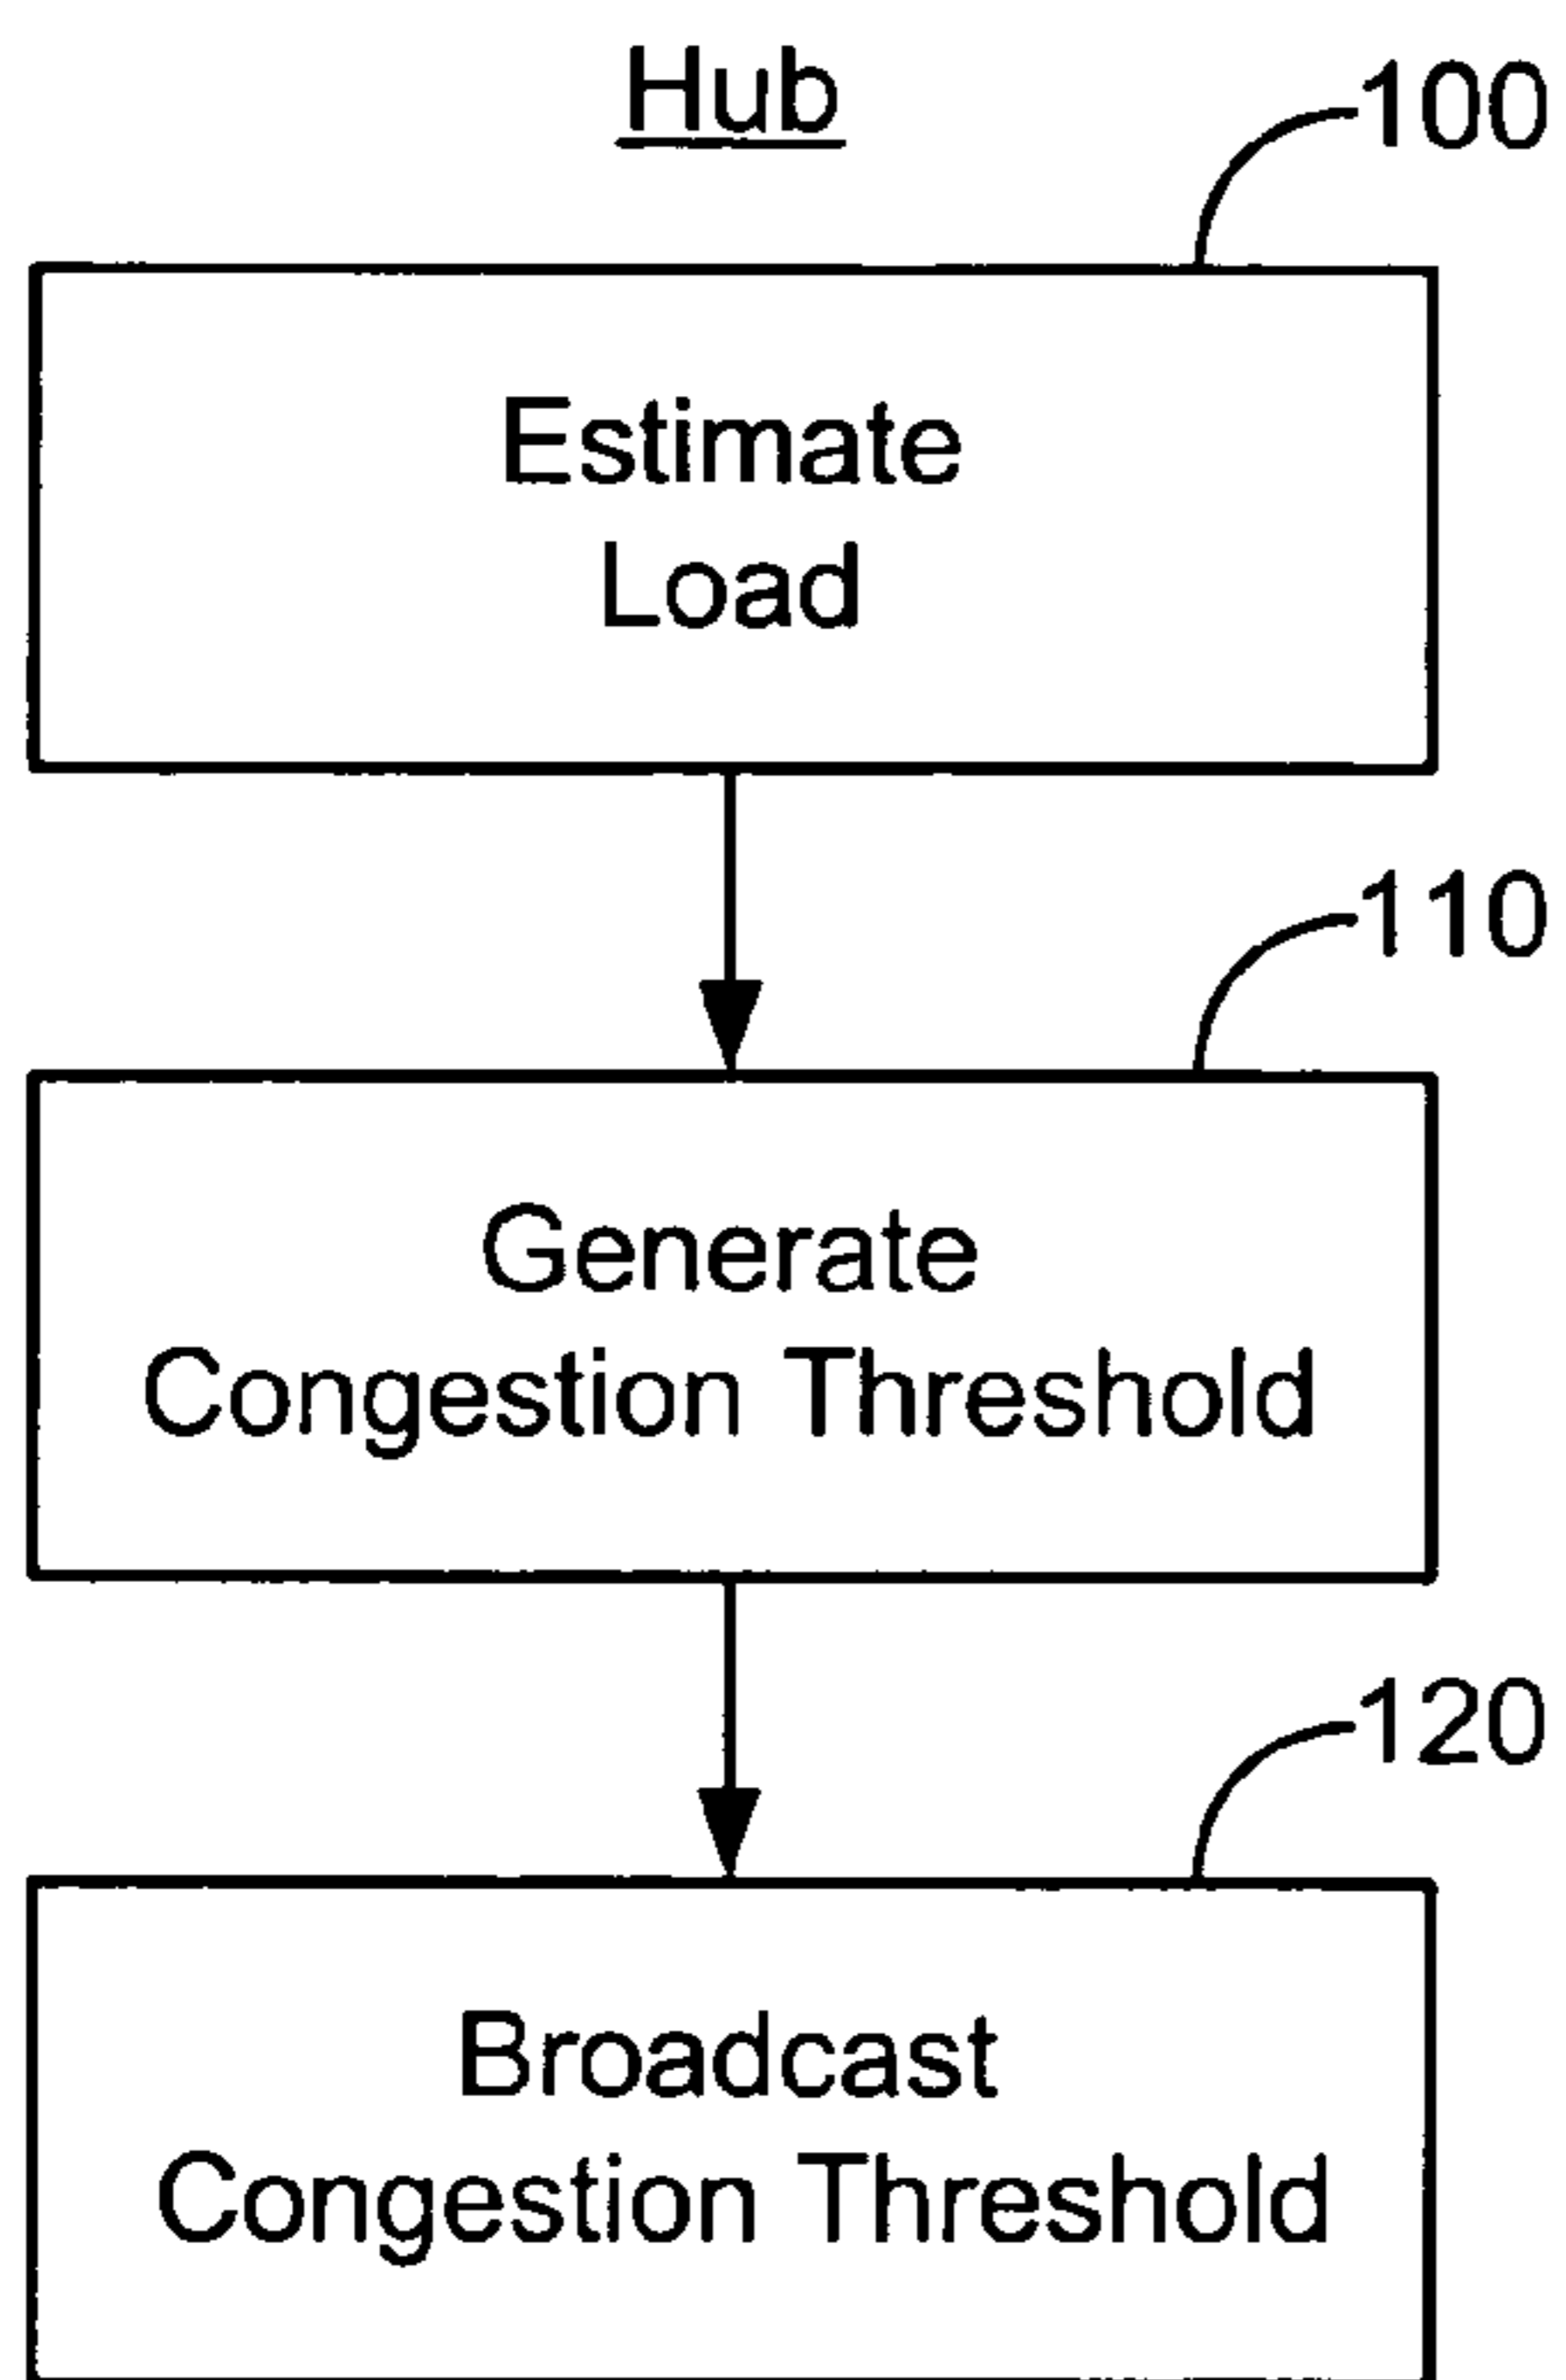 Hub
100
Estimate
Load
110
Generate
Congestion Threshold
120
Broadcast
Congestion Threshold